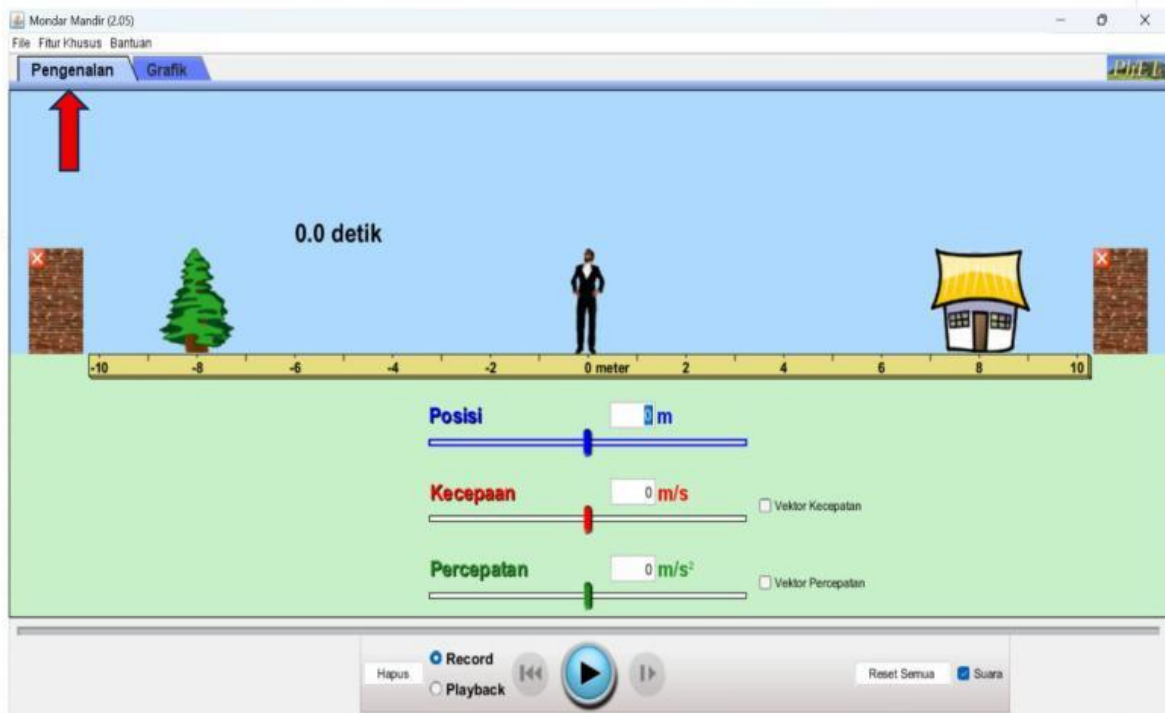 Mondar Mandir (2.05)
File Fitur Khusus Bantuan
Pengenalan Grafik
0.0 detik
-10 -8 -6 -4 -2 0 meter 2 4 6 8 10
Posisi 0 m
Kecepaan 0 m/s
Vektor Kecepatan
Percepatan 0 m/s²
Vektor Percepatan
Hapus
Record
Playback
Reset Semua
Suara